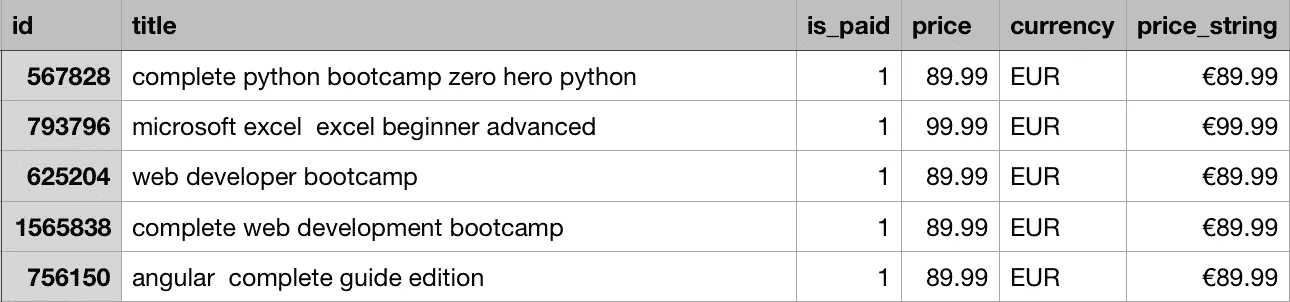 id title is_paid price currency price_string
567828 complete python bootcamp zero hero python 1 89.99 EUR €89.99
793796 microsoft excel  excel beginner advanced 1 99.99 EUR €99.99
625204 web developer bootcamp 1 89.99 EUR €89.99
1565838 complete web development bootcamp 1 89.99 EUR €89.99
756150 angular  complete guide edition 1 89.99 EUR €89.99